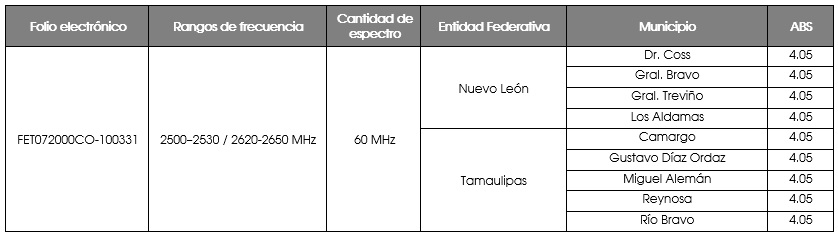 Folio electrónico Rangos de frecuencia Cantidad de espectro Entidad Federativa Municipio ABS
FET072000CO-100331 2500–2530 / 2620-2650 MHz 60 MHz Nuevo León Dr. Coss 4.05
Gral. Bravo 4.05
Gral. Treviño 4.05
Los Aldamas 4.05
Tamaulipas Camargo 4.05
Gustavo Díaz Ordaz 4.05
Miguel Alemán 4.05
Reynosa 4.05
Río Bravo 4.05